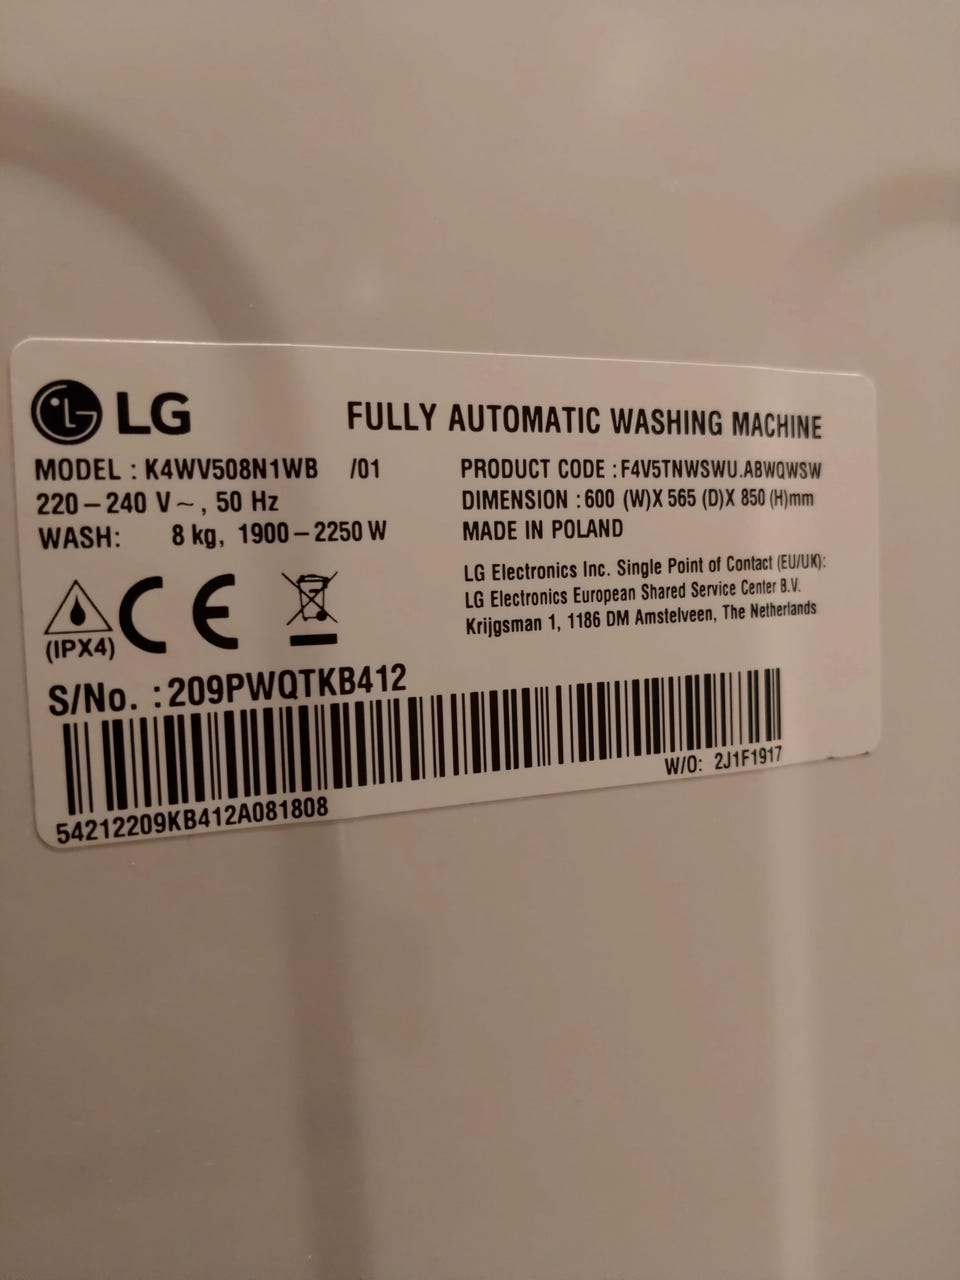 LG
FULLY AUTOMATIC WASHING MACHINE
MODEL : K4WV508N1WB /01
220 – 240 V ~ , 50 Hz
WASH: 8 kg, 1900 – 2250 W
PRODUCT CODE : F4V5TNWSWU.ABWQWSW
DIMENSION : 600 (W)X 565 (D)X 850 (H)mm
MADE IN POLAND
LG Electronics Inc. Single Point of Contact (EU/UK):
LG Electronics European Shared Service Center B.V.
Krijgsman 1, 1186 DM Amstelveen, The Netherlands
(IPX4)
CE
S/No. : 209PWQTKB412
W/O: 2J1F1917
54212209KB412A081808